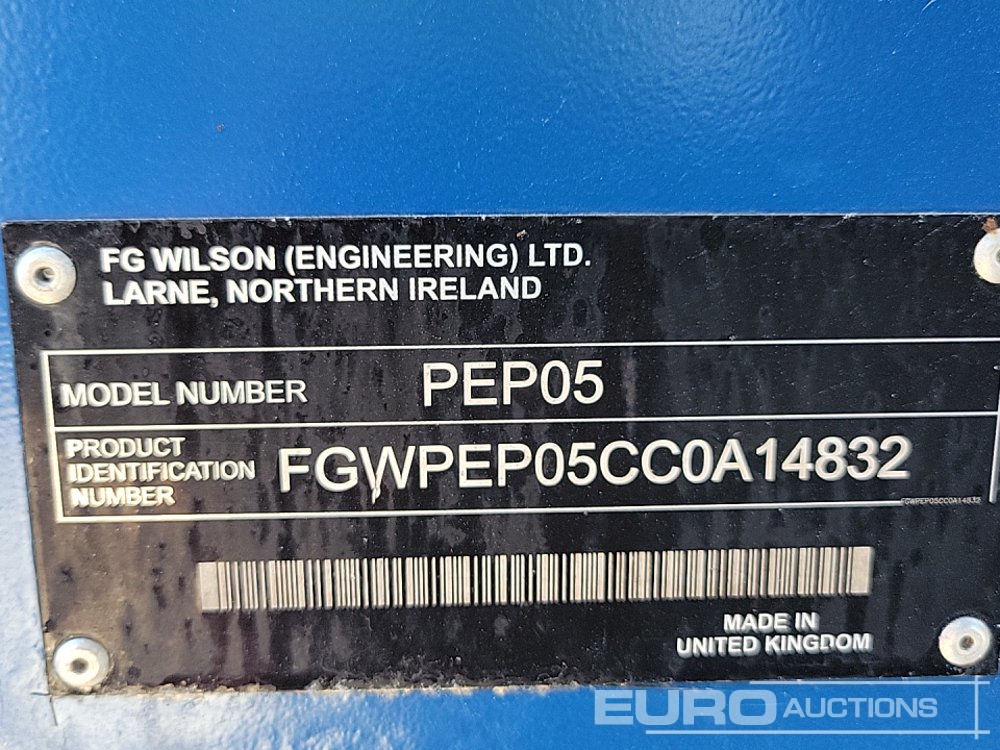 FG WILSON (ENGINEERING) LTD.
LARNE, NORTHERN IRELAND
MODEL NUMBER PEP05
PRODUCT
IDENTIFICATION
NUMBER
FGWPEP05CC0A14832
FGWPEP05CC0A14832
MADE IN
UNITED KINGDOM
EURO AUCTIONS